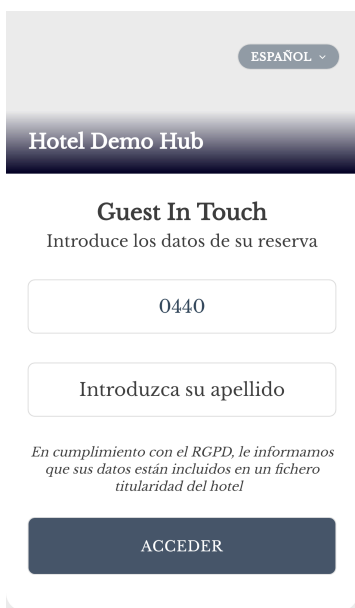 ESPAÑOL
Hotel Demo Hub
Guest In Touch
Introduce los datos de su reserva
0440
Introduzca su apellido
En cumplimiento con el RGPD, le informamos
que sus datos están incluidos en un fichero
titularidad del hotel
ACCEDER